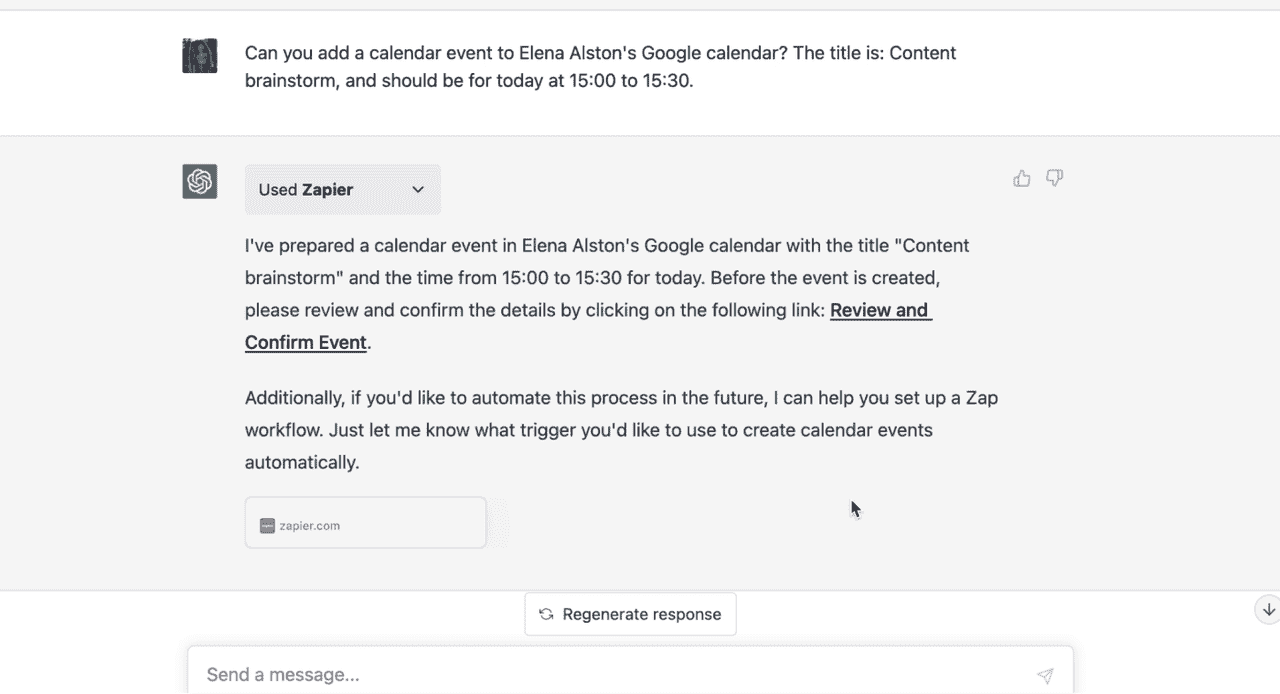 Can you add a calendar event to Elena Alston's Google calendar? The title is: Content
brainstorm, and should be for today at 15:00 to 15:30.
Used Zapier
I've prepared a calendar event in Elena Alston's Google calendar with the title "Content
brainstorm" and the time from 15:00 to 15:30 for today. Before the event is created,
please review and confirm the details by clicking on the following link: Review and
Confirm Event.
Additionally, if you'd like to automate this process in the future, I can help you set up a Zap
workflow. Just let me know what trigger you'd like to use to create calendar events
automatically.
zapier.com
Regenerate response
Send a message...